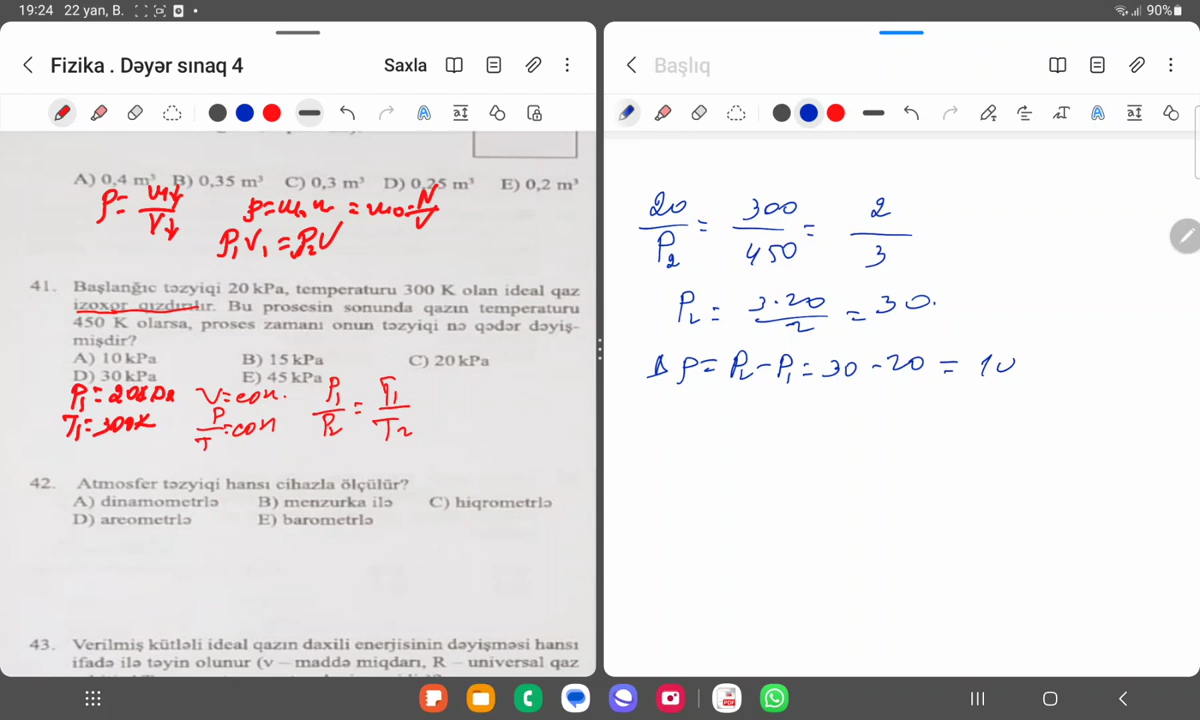 19:24 22 yan, B. 90%
Fizika . Dəyər sınaq 4 Saxla
A) 0,4 m³ B) 0,35 m³ C) 0,3 m³ D) 0,25 m³ E) 0,2 m³
P₁V₁ = P₂V
41. Başlanğıc təzyiqi 20 kPa, temperaturu 300 K olan ideal qaz
izoxor qızdırılır. Bu prosesin sonunda qazın temperaturu
450 K olarsa, proses zamanı onun təzyiqi nə qədər dəyiş-
mişdir?
A) 10 kPa B) 15 kPa C) 20 kPa
D) 30 kPa E) 45 kPa
P₁ = 20kPa V = con.
T₁ = 300K P/T = con P₁/P₂ = T₁/T₂
42. Atmosfer təzyiqi hansı cihazla ölçülür?
A) dinamometrlə B) menzurka ilə C) hiqrometrlə
D) areometrlə E) barometrlə
43. Verilmiş kütləli ideal qazın daxili enerjisinin dəyişməsi hansı
ifadə ilə təyin olunur (ν – maddə miqdarı, R – universal qaz
Başlıq
20/P₂ = 300/450 = 2/3
P₂ = 3·20/2 = 30.
Δp = P₂ - P₁ = 30 - 20 = 10